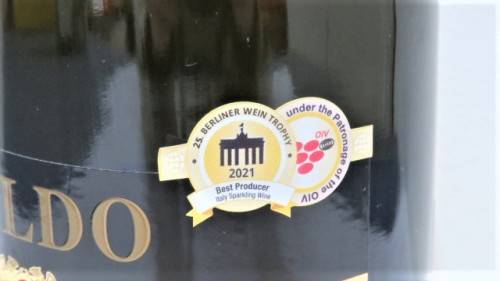 25. BERLINER WEIN TROPHY
2021
Best Producer
Italy Sparkling Wine
under the Patronage of the OIV
OIV
LDO